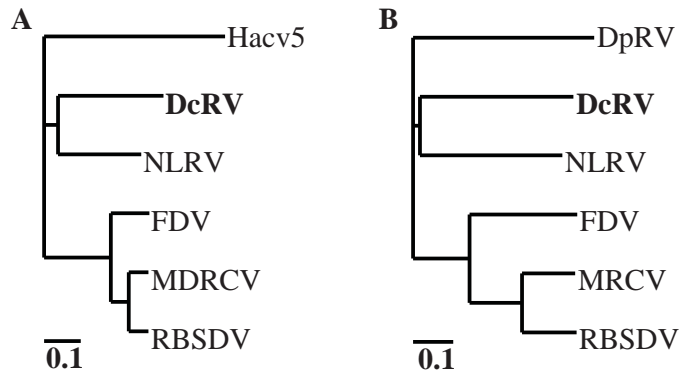 A
Hacv5
DcRV
NLRV
FDV
MDRCV
RBSDV
0.1
B
DpRV
DcRV
NLRV
FDV
MRCV
RBSDV
0.1